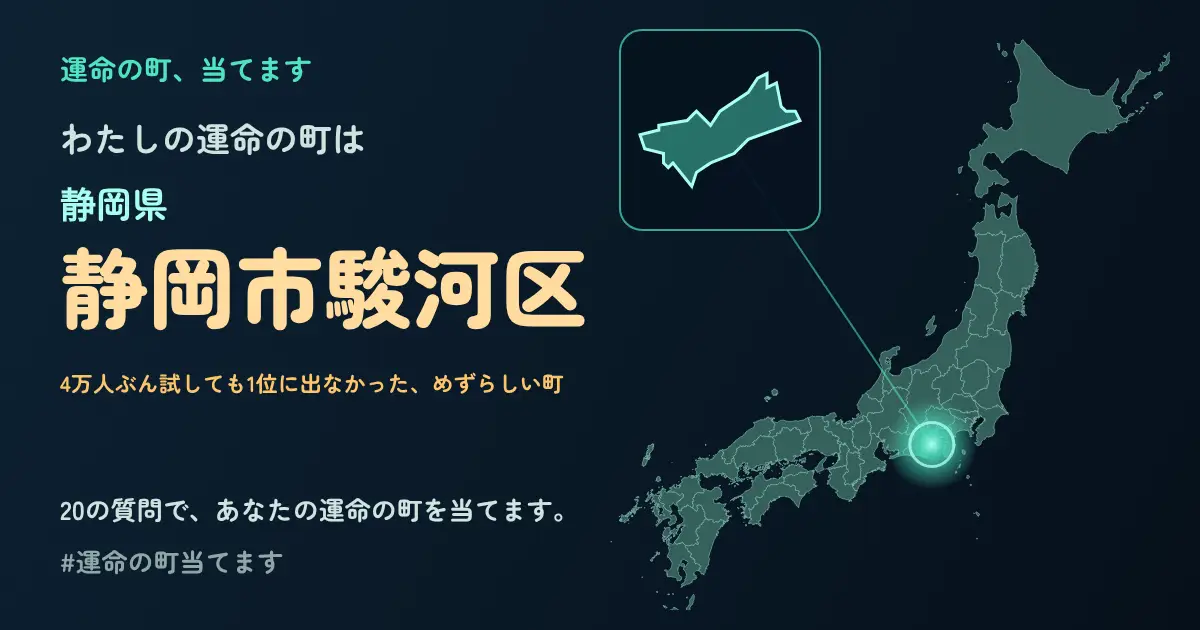 運命の町、当てます
わたしの運命の町は
静岡県
静岡市駿河区
4万人ぶん試しても1位に出なかった、めずらしい町
20の質問で、あなたの運命の町を当てます。
#運命の町当てます